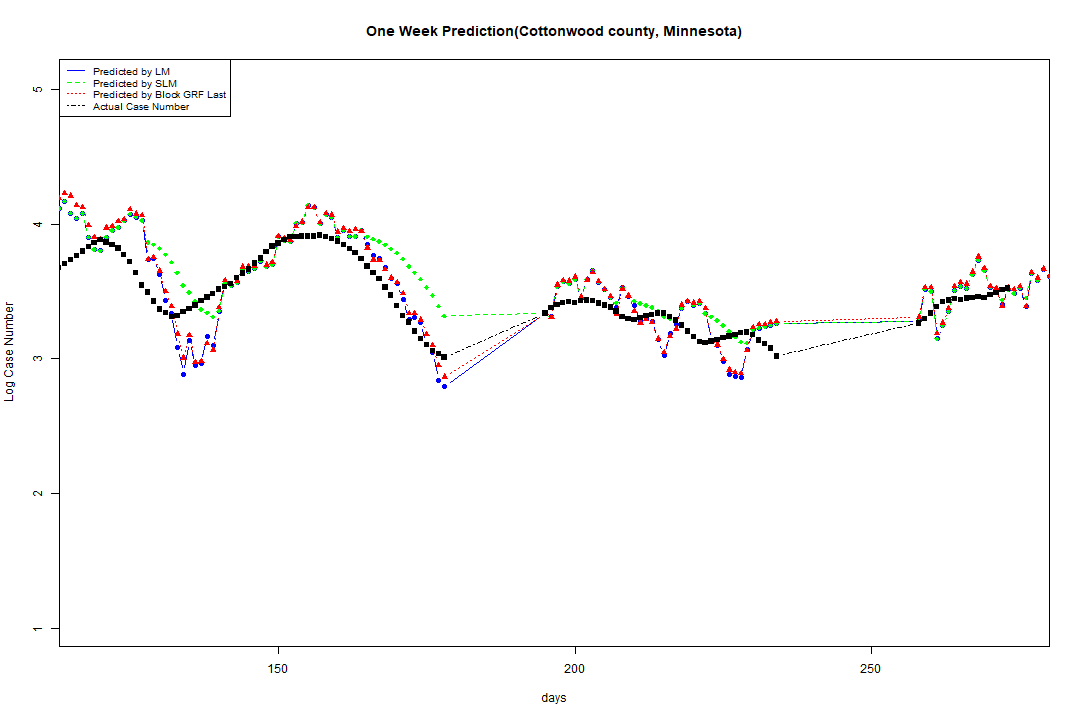 One Week Prediction(Cottonwood county, Minnesota)
Predicted by LM
Predicted by SLM
Predicted by Block GRF Last
Actual Case Number
5
4
3
2
1
Log Case Number
150
200
250
days